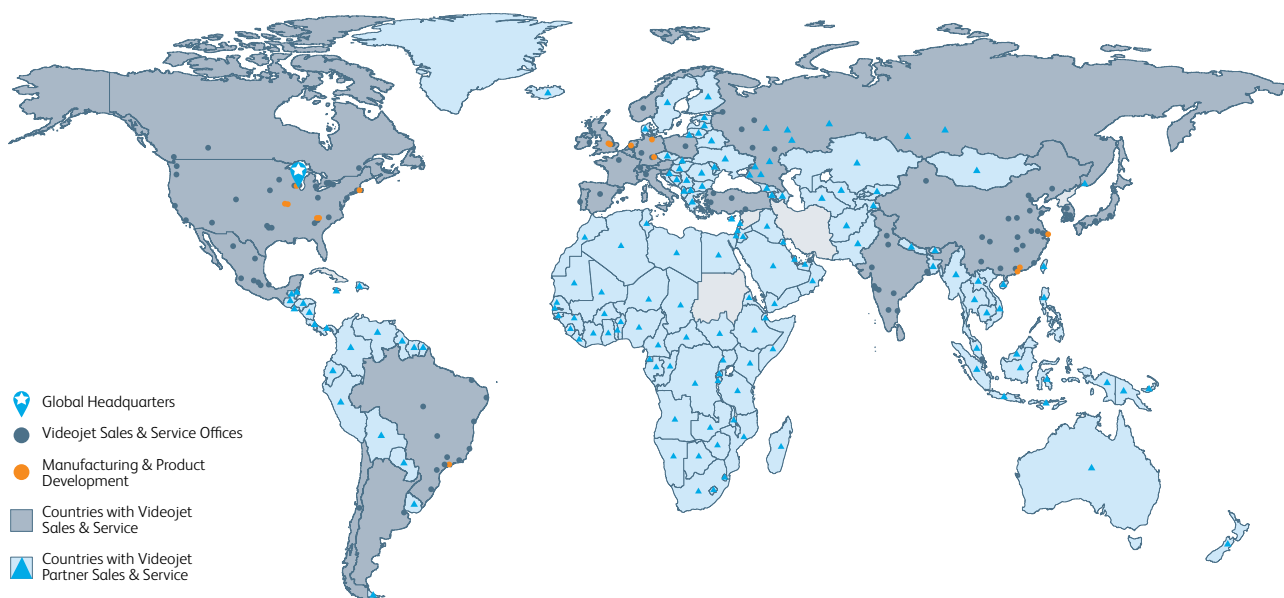 Global Headquarters
Videojet Sales & Service Offices
Manufacturing & Product
Development
Countries with Videojet
Sales & Service
Countries with Videojet
Partner Sales & Service